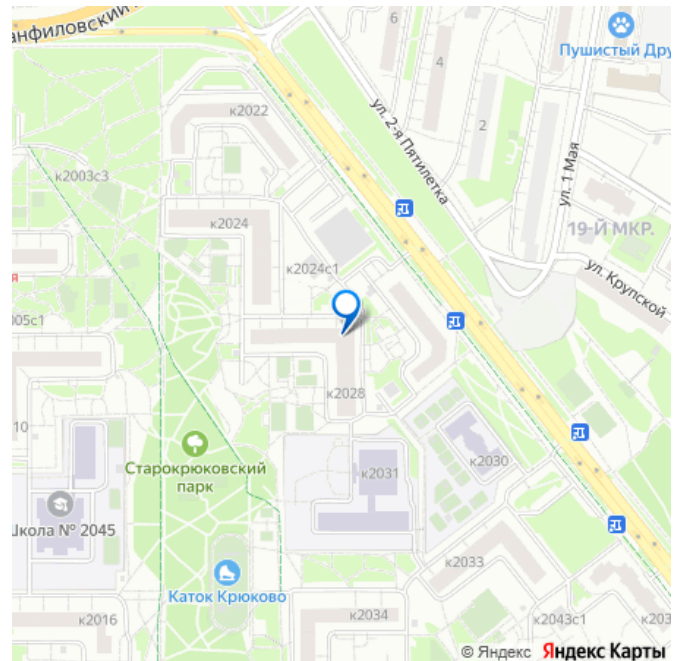 анфиловский
Пушистый Дру
6
4
2
к2022
ул. 2-я Пятилетка
ул. 1 Мая
к2003с3
к2024
19-Й МКР.
к2024с1
ул. Крупской
я
005с1
к2028
10
Старокрюковский
парк
к2031
к2030
Школа № 2045
к2033
Каток Крюково
к2016
к2034
к2043с1
к203
© Яндекс Яндекс Карты